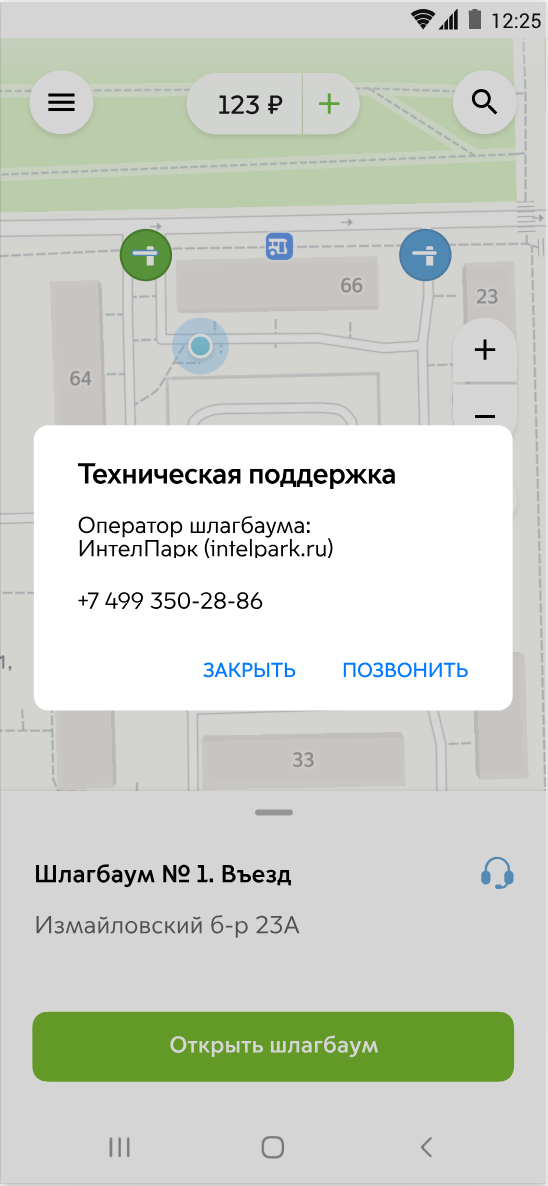 12:25
123 ₽
66
23
64
Техническая поддержка
Оператор шлагбаума:
ИнтелПарк (intelpark.ru)
+7 499 350-28-86
ЗАКРЫТЬ ПОЗВОНИТЬ
33
Шлагбаум № 1. Въезд
Измайловский б-р 23А
Открыть шлагбаум